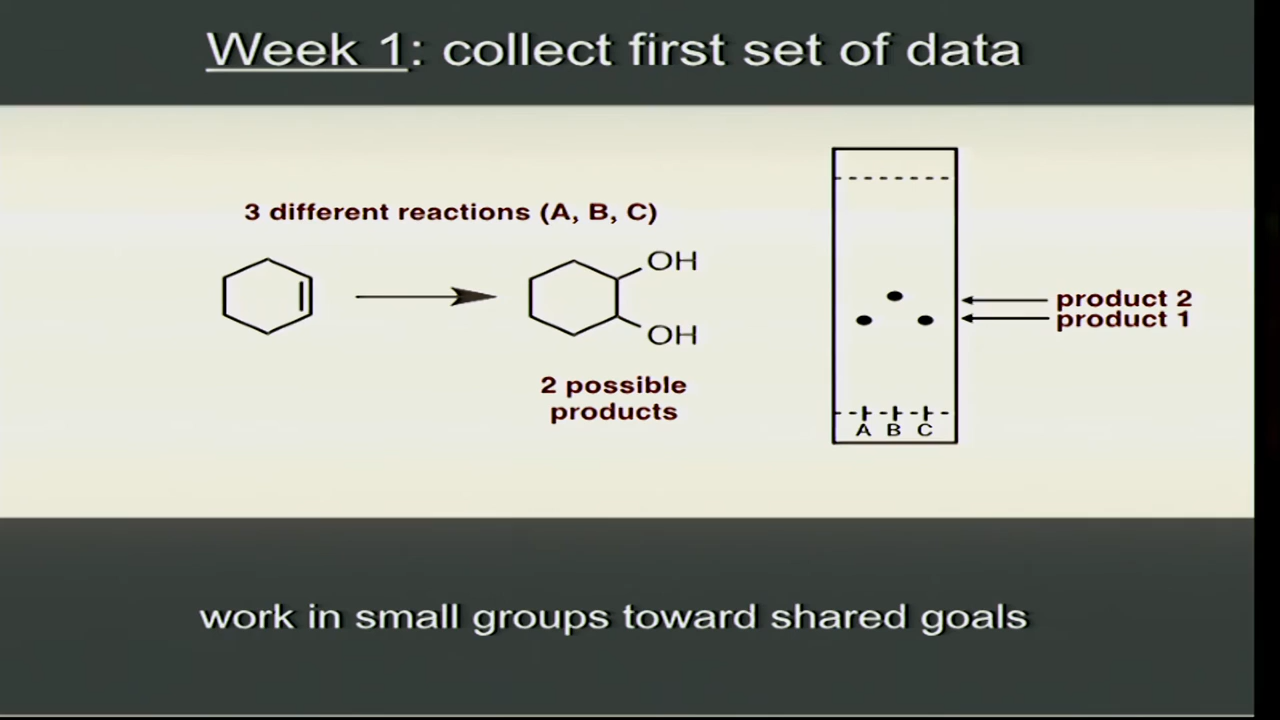 Week 1: collect first set of data
3 different reactions (A, B, C)
OH
OH
2 possible
products
product 2
product 1
A B C
work in small groups toward shared goals